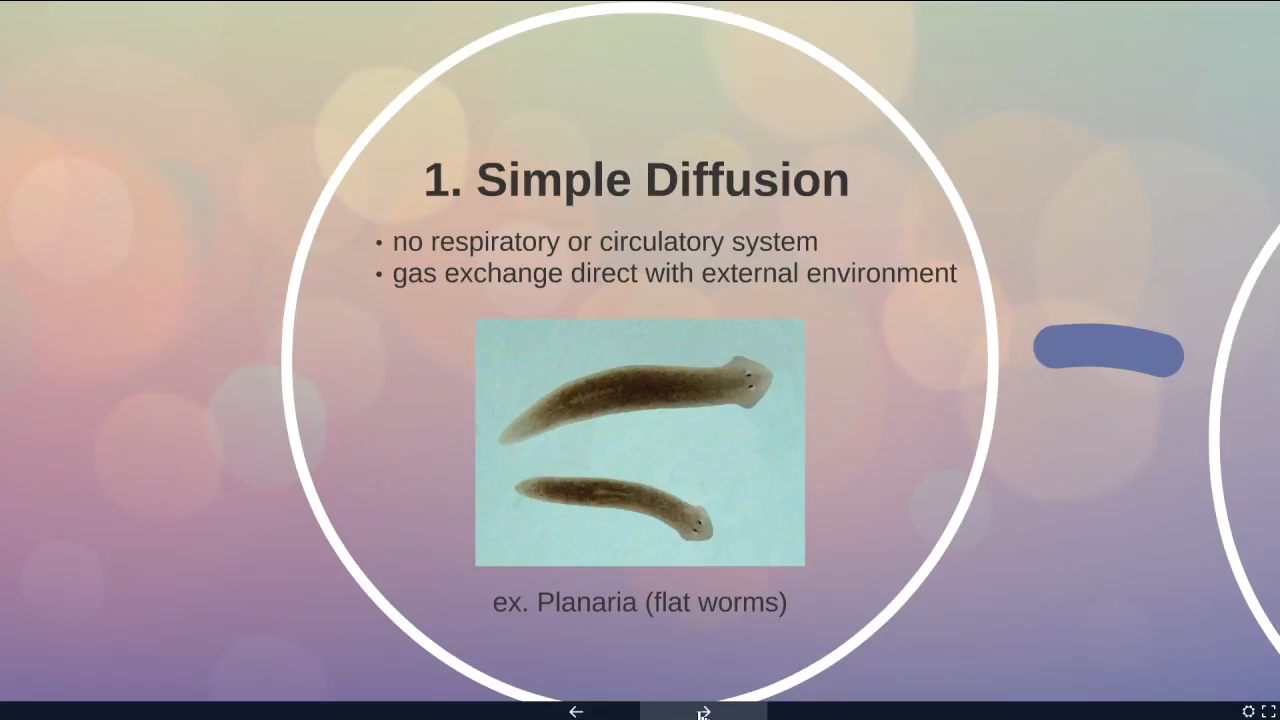 1. Simple Diffusion
• no respiratory or circulatory system
• gas exchange direct with external environment
ex. Planaria (flat worms)